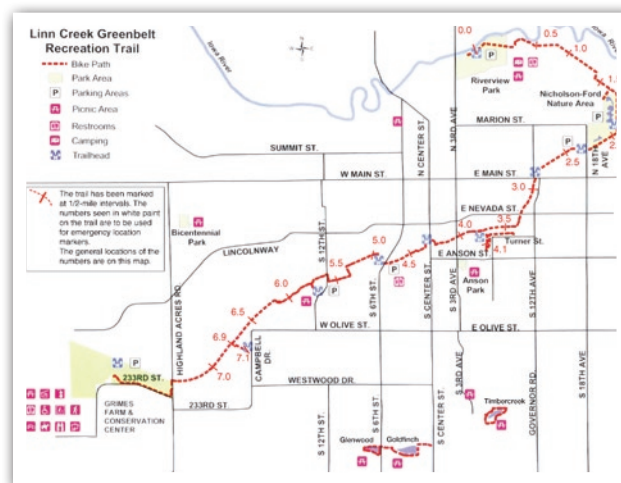 Linn Creek Greenbelt
Recreation Trail
Bike Path
Park Area
P Parking Areas
Picnic Area
Restrooms
Camping
Trailhead
The trail has been marked
at 1/2-mile intervals. The
numbers seen in white paint
on the trail are to be used
for emergency location
markers.
The general locations of the
numbers are on this map.
Iowa River
Iowa River
0.0
P
0.5
1.0
1.5
Riverview
Park
Nicholson-Ford
Nature Area
P
MARION ST.
P
2.5
N 18TH AVE
N 3RD AVE
N CENTER ST.
SUMMIT ST.
W MAIN ST.
E MAIN ST.
3.0
E NEVADA ST.
3.5
4.0
4.1
Turner St.
E ANSON ST.
Anson
Park
Bicentennial
Park
LINCOLNWAY
S 12TH ST.
5.0
5.5
4.5
P
6.0
P
S 6TH ST.
S CENTER ST.
S 3RD AVE
S 12TH AVE
6.5
6.9
7.1
7.0
W OLIVE ST.
E OLIVE ST.
HIGHLAND ACRES RD
CAMPBELL
DR.
P
233RD ST.
WESTWOOD DR.
233RD ST.
GRIMES
FARM &
CONSERVATION
CENTER
S 12TH ST.
S 6TH ST.
S CENTER ST.
S 3RD AVE
GOVERNOR RD
S 18TH AVE
Timbercreek
Glenwood
Goldfinch